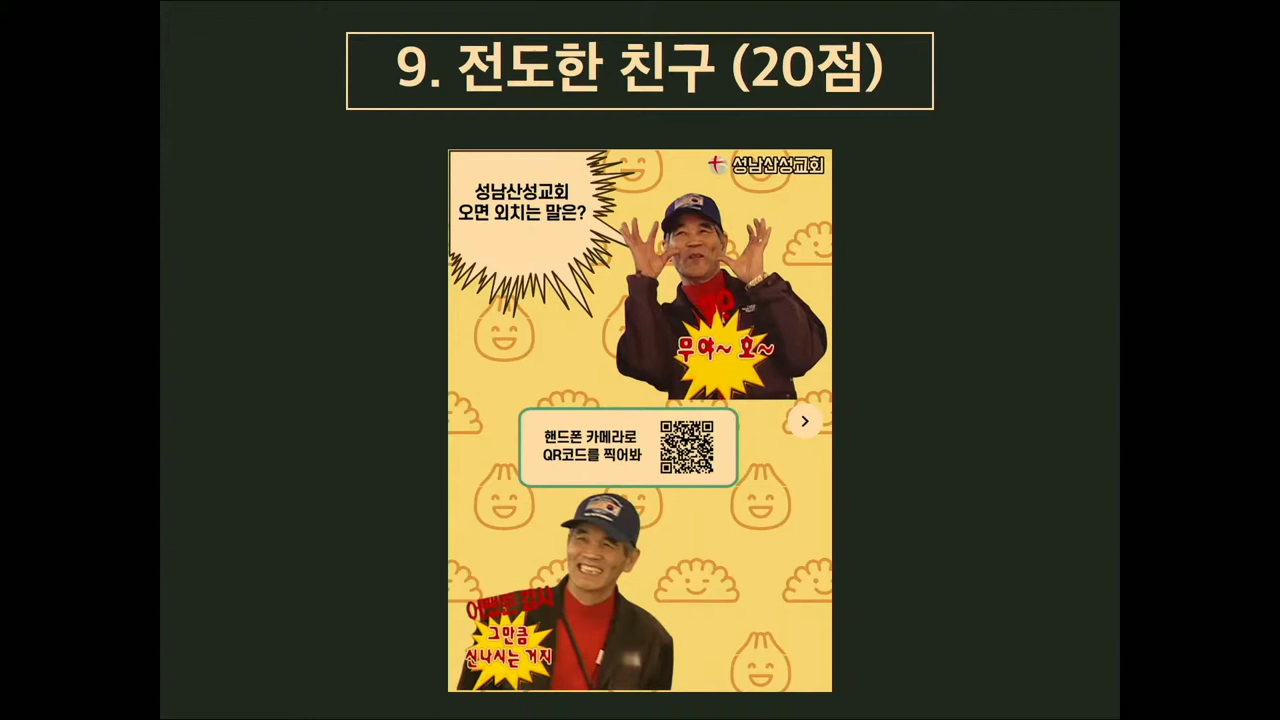 9. 전도한 친구 (20점)
성남산성교회
성남산성교회
오면 외치는 말은?
무야~ 호~
핸드폰 카메라로
QR코드를 찍어봐
그만큼
신나시는 거지